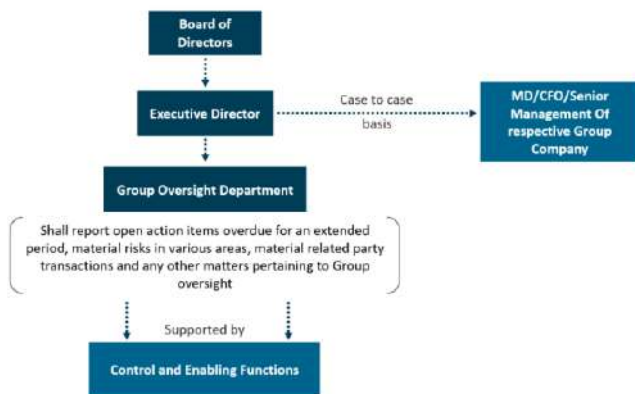 Board of
Directors
Executive Director
Case to case
basis
MD/CFO/Senior
Management Of
respective Group
Company
Group Oversight Department
Shall report open action items overdue for an extended
period, material risks in various areas, material related party
transactions and any other matters pertaining to Group
oversight
Supported by
Control and Enabling Functions